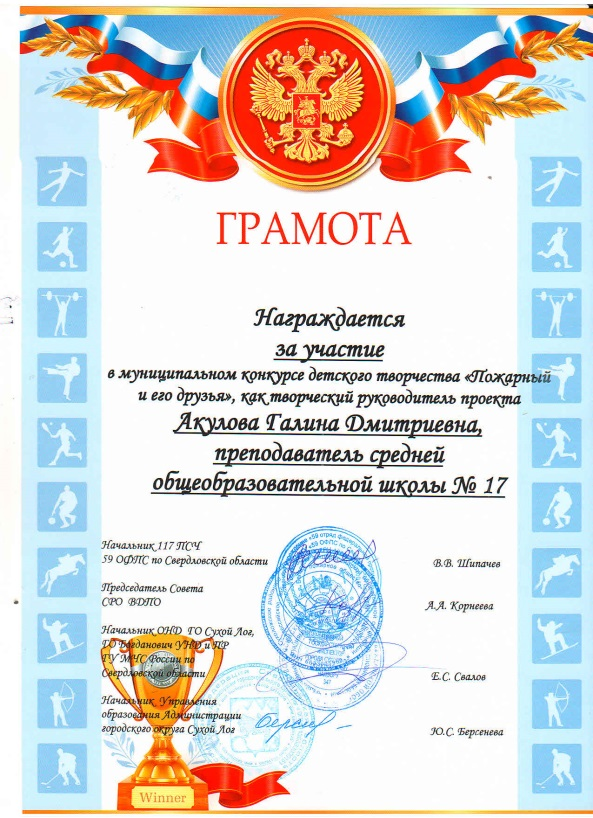 ГРАМОТА
Награждается
за участие
в муниципальном конкурсе детского творчества «Пожарный
и его друзья», как творческий руководитель проекта
Акулова Галина Дмитриевна,
преподаватель средней
общеобразовательной школы № 17
Начальник 117 ПСЧ
59 ОФПС по Свердловской области
В.В. Шипачев
Председатель Совета
СРО ВДПО
А.А. Корнеева
Начальник ОНД ГО Сухой Лог,
ГО Богданович УНД и ПР
ГУ МЧС России по
Свердловской области
Е.С. Свалов
Начальник Управления
образования Администрации
городского округа Сухой Лог
Ю.С. Берсенева
Winner